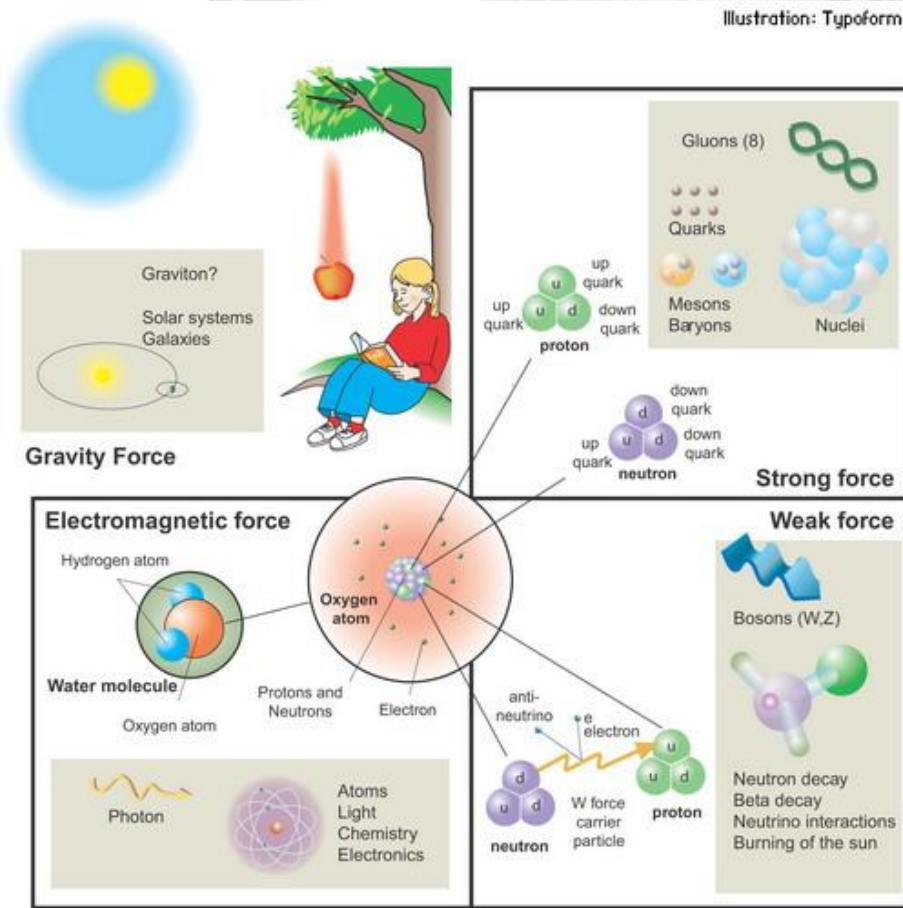 Illustration: Typoform
Graviton?
Solar systems
Galaxies
Gravity Force
Gluons (8)
Quarks
Mesons
Baryons
Nuclei
up
quark
up
quark
down
quark
u
u d
proton
down
quark
up
quark
down
quark
d
u d
neutron
Strong force
Electromagnetic force
Hydrogen atom
Water molecule
Oxygen atom
Oxygen
atom
Protons and
Neutrons
Electron
Photon
Atoms
Light
Chemistry
Electronics
Weak force
Bosons (W,Z)
anti-
neutrino
e
electron
d
u d
neutron
W force
carrier
particle
u
u d
proton
Neutron decay
Beta decay
Neutrino interactions
Burning of the sun